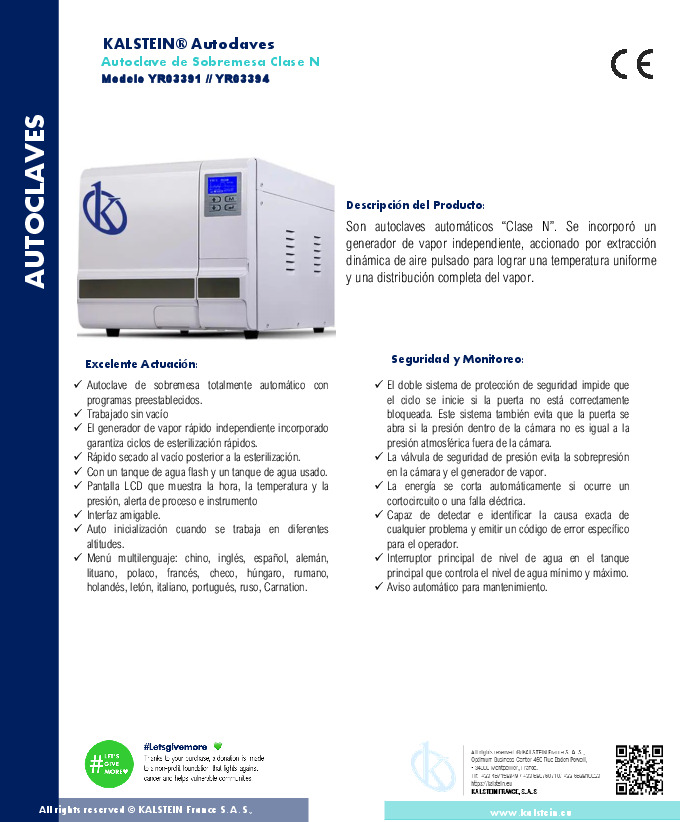 KALSTEIN® Autoclaves
Autoclave de Sobremesa Clase N
Modelo YR03391 // YR03394
CE
AUTOCLAVES
Descripción del Producto:
Son autoclaves automáticos “Clase N”. Se incorporó un
generador de vapor independiente, accionado por extracción
dinámica de aire pulsado para lograr una temperatura uniforme
y una distribución completa del vapor.
Excelente Actuación:
✓ Autoclave de sobremesa totalmente automático con
programas preestablecidos.
✓ Trabajado sin vacío
✓ El generador de vapor rápido independiente incorporado
garantiza ciclos de esterilización rápidos.
✓ Rápido secado al vacío posterior a la esterilización.
✓ Con un tanque de agua flash y un tanque de agua usado.
✓ Pantalla LCD que muestra la hora, la temperatura y la
presión, alerta de proceso e instrumento
✓ Interfaz amigable.
✓ Auto inicialización cuando se trabaja en diferentes
altitudes.
✓ Menú multilenguaje: chino, inglés, español, alemán,
lituano, polaco, francés, checo, húngaro, rumano,
holandés, letón, italiano, portugués, ruso, Carnation.
Seguridad y Monitoreo:
✓ El doble sistema de protección de seguridad impide que
el ciclo se inicie si la puerta no está correctamente
bloqueada. Este sistema también evita que la puerta se
abra si la presión dentro de la cámara no es igual a la
presión atmosférica fuera de la cámara.
✓ La válvula de seguridad de presión evita la sobrepresión
en la cámara y el generador de vapor.
✓ La energía se corta automáticamente si ocurre un
cortocircuito o una falla eléctrica.
✓ Capaz de detectar e identificar la causa exacta de
cualquier problema y emitir un código de error específico
para el operador.
✓ Interruptor principal de nivel de agua en el tanque
principal que controla el nivel de agua mínimo y máximo.
✓ Aviso automático para mantenimiento.
# LET'S
GIVE
MORE
#Letsgivemore
Thanks to your purchase, a donation is made
to a non-profit foundation that fights against
cancer and helps vulnerable communities
All rights reserved ® KALSTEIN France S. A. S.,
Optimum Business Center 450 Rue Baden Powell,
• 34000 Montpellier, France.
https://kalstein.eu
KALSTEIN FRANCE, S. A. S
All rights reserved © KALSTEIN France S. A. S.,
www.kalstein.eu